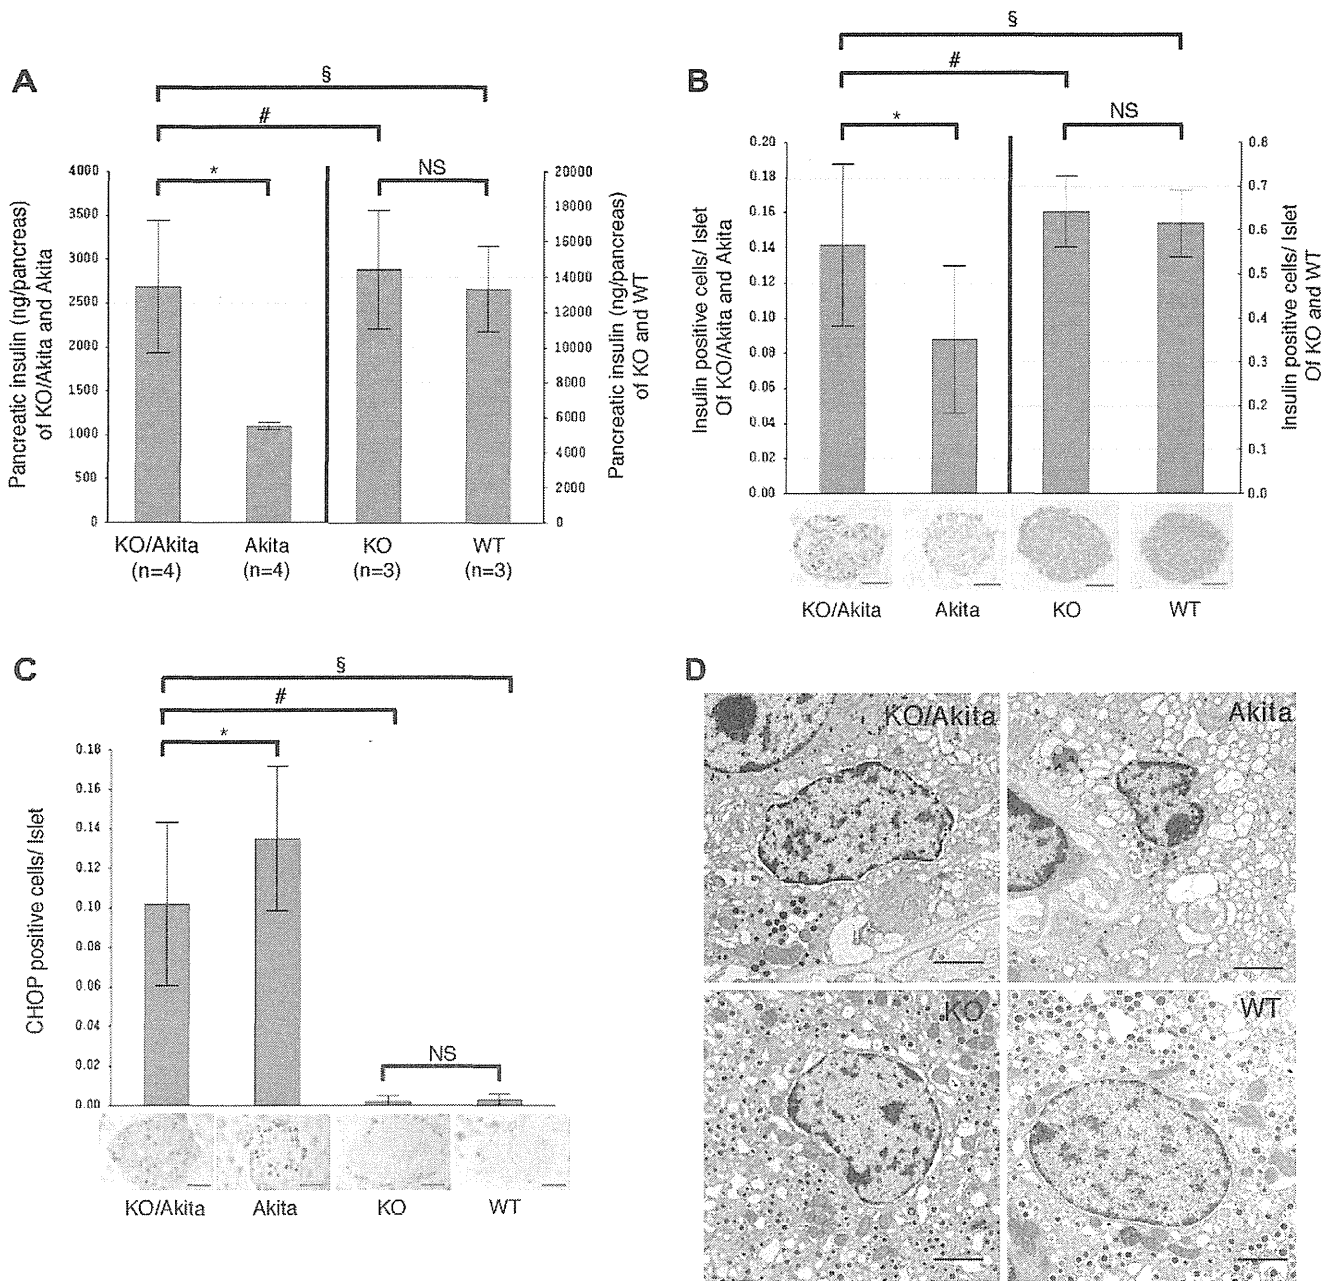 A
§
#
*
NS
Pancreatic insulin (ng/pancreas)
of KO/Akita and Akita
4000
3500
3000
2500
2000
1500
1000
500
0
20000
18000
16000
14000
12000
10000
8000
6000
4000
2000
0
Pancreatic insulin (ng/pancreas)
of KO and WT
KO/Akita
(n=4)
Akita
(n=4)
KO
(n=3)
WT
(n=3)
B
§
#
*
NS
Insulin positive cells/ Islet
Of KO/Akita and Akita
0.20
0.18
0.16
0.14
0.12
0.10
0.08
0.06
0.04
0.02
0.00
0.8
0.7
0.6
0.5
0.4
0.3
0.2
0.1
0.0
Insulin positive cells/ Islet
Of KO and WT
KO/Akita
Akita
KO
WT
C
§
#
*
NS
CHOP positive cells/ Islet
0.18
0.16
0.14
0.12
0.10
0.08
0.06
0.04
0.02
0.00
KO/Akita
Akita
KO
WT
D
KO/Akita
Akita
KO
WT